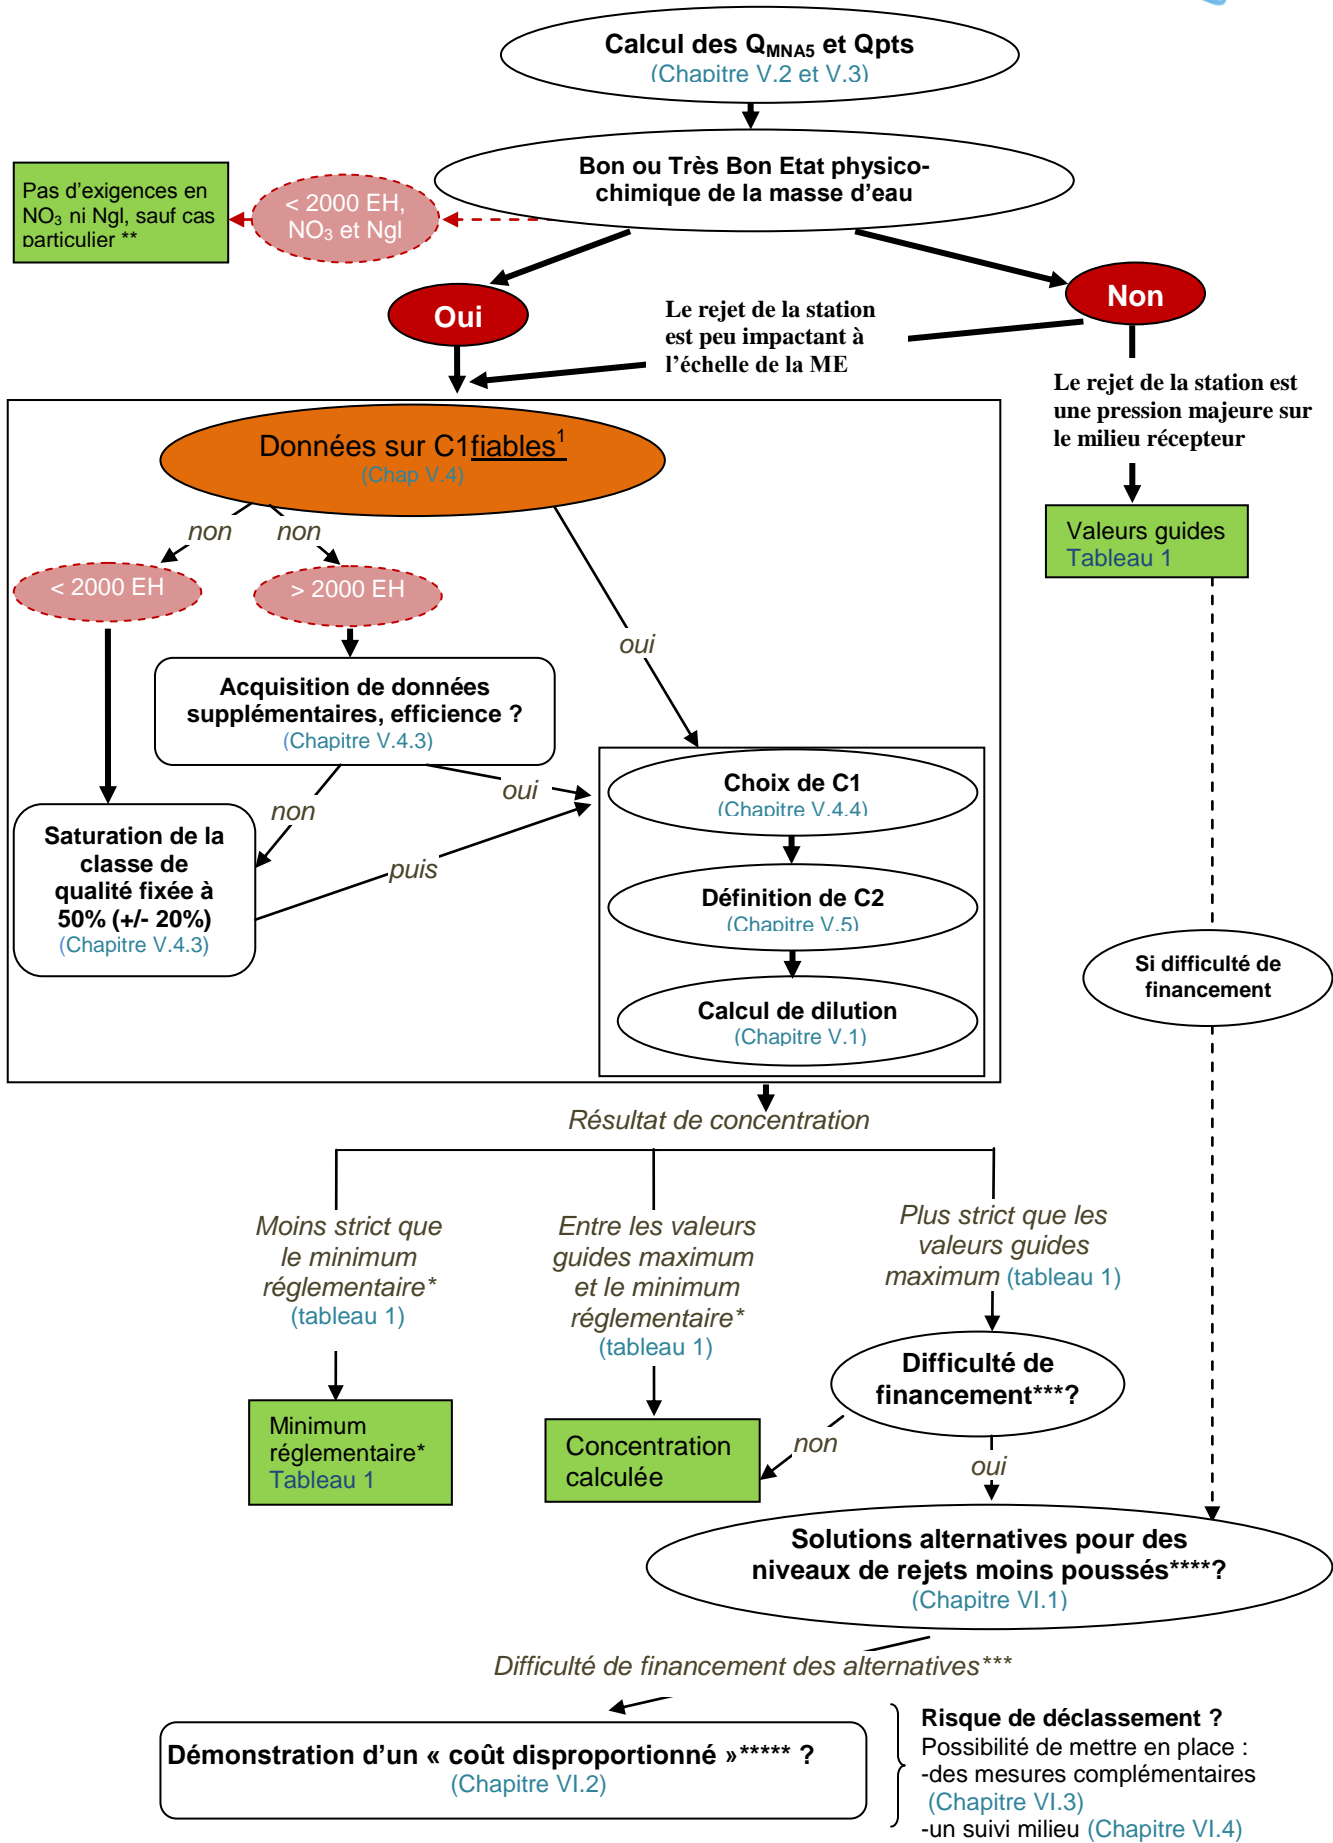 Calcul des QMNA5 et Qpts
(Chapitre V.2 et V.3)
Bon ou Très Bon Etat physico-
chimique de la masse d'eau
Pas d'exigences en
NO3 ni Ngl, sauf cas
particulier **
< 2000 EH,
NO3 et Ngl
Oui
Non
Le rejet de la station
est peu impactant à
l'échelle de la ME
Le rejet de la station est
une pression majeure sur
le milieu récepteur
Données sur C1fiables1
(Chap V.4)
non
non
< 2000 EH
> 2000 EH
oui
Valeurs guides
Tableau 1
Acquisition de données
supplémentaires, efficience ?
(Chapitre V.4.3)
oui
non
Choix de C1
(Chapitre V.4.4)
Saturation de la
classe de
qualité fixée à
50% (+/- 20%)
(Chapitre V.4.3)
puis
Définition de C2
(Chapitre V.5)
Calcul de dilution
(Chapitre V.1)
Si difficulté de
financement
Résultat de concentration
Moins strict que
le minimum
réglementaire*
(tableau 1)
Entre les valeurs
guides maximum
et le minimum
réglementaire*
(tableau 1)
Plus strict que les
valeurs guides
maximum (tableau 1)
Difficulté de
financement***?
Minimum
réglementaire*
Tableau 1
Concentration
calculée
non
oui
Solutions alternatives pour des
niveaux de rejets moins poussés****?
(Chapitre VI.1)
Difficulté de financement des alternatives***
Démonstration d'un « coût disproportionné »***** ?
(Chapitre VI.2)
Risque de déclassement ?
Possibilité de mettre en place :
-des mesures complémentaires
(Chapitre VI.3)
-un suivi milieu (Chapitre VI.4)